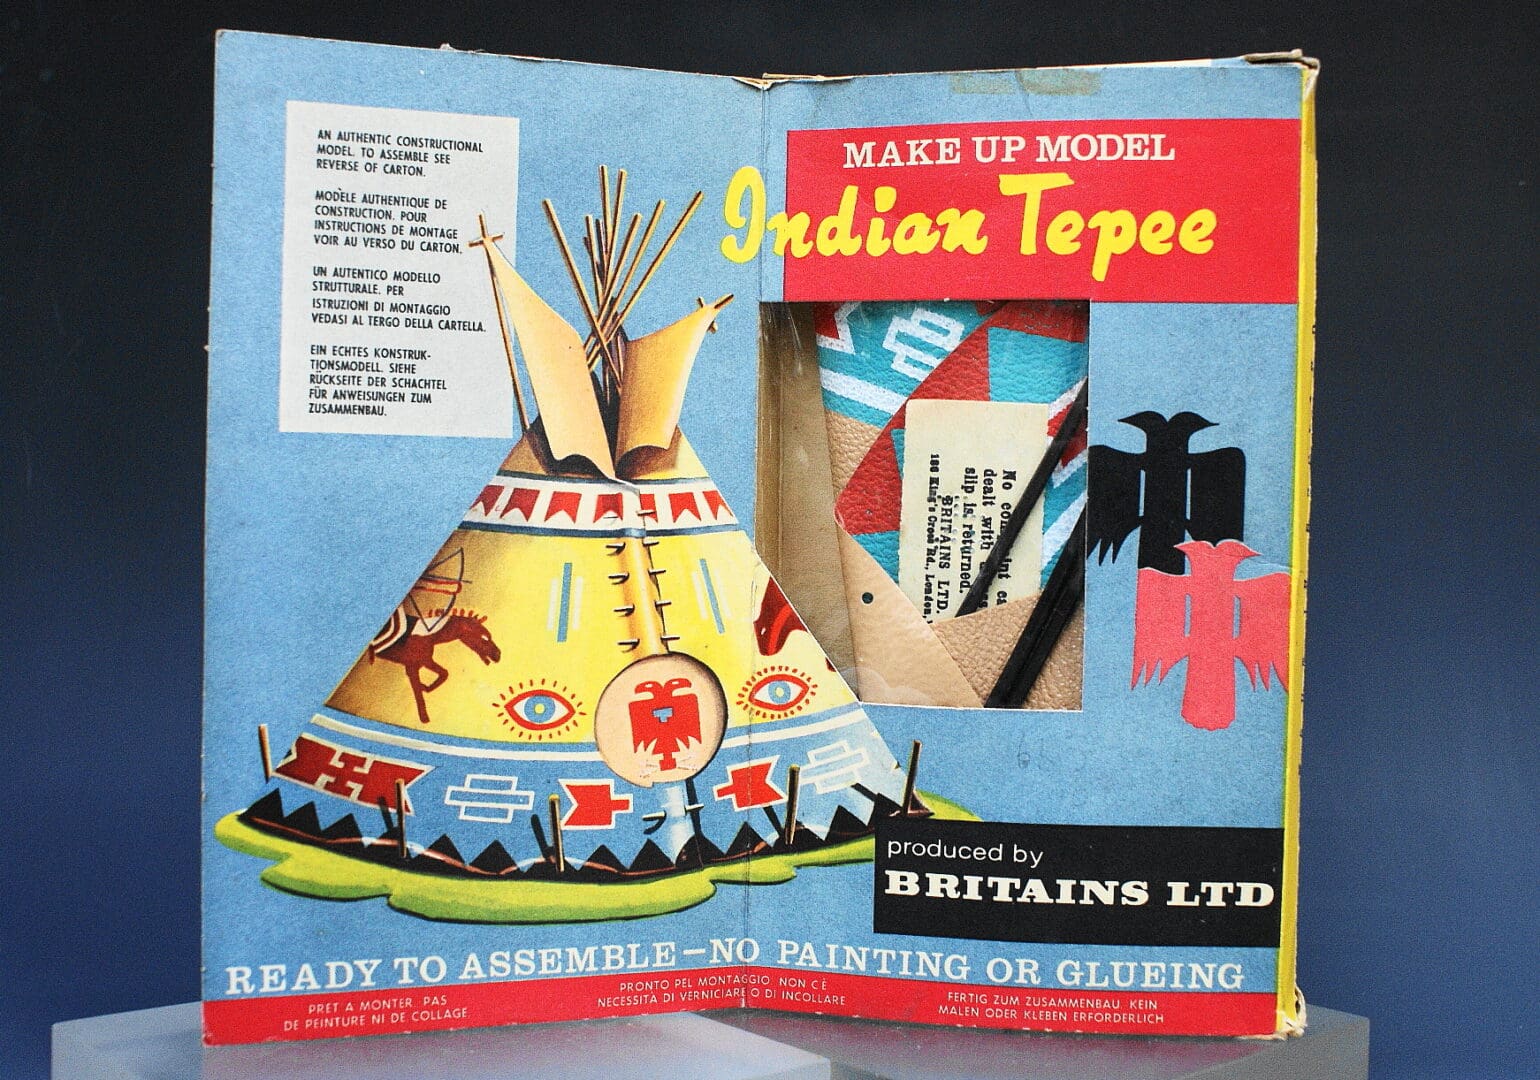 AN AUTHENTIC CONSTRUCTIONAL
MODEL. TO ASSEMBLE SEE
REVERSE OF CARTON.
MODÈLE AUTHENTIQUE DE
CONSTRUCTION. POUR
INSTRUCTIONS DE MONTAGE
VOIR AU VERSO DU CARTON.
UN AUTENTICO MODELLO
STRUTTURALE. PER
ISTRUZIONI DI MONTAGGIO
VEDASI AL TERGO DELLA CARTELLA.
EIN ECHTES KONSTRUK-
TIONSMODELL. SIEHE
RÜCKSEITE DER SCHACHTEL
FÜR ANWEISUNGEN ZUM
ZUSAMMENBAU.
MAKE UP MODEL
Indian Tepee
No
dealt with
slip is returned.
BRITAINS LTD.
186 King's Cross Rd., London,
produced by
BRITAINS LTD
READY TO ASSEMBLE—NO PAINTING OR GLUEING
PRET A MONTER. PAS
DE PEINTURE NI DE COLLAGE
PRONTO PEL MONTAGGIO. NON C'È
NECESSITA DI VERNICIARE O DI INCOLLARE
FERTIG ZUM ZUSAMMENBAU. KEIN
MALEN ODER KLEBEN ERFORDERLICH